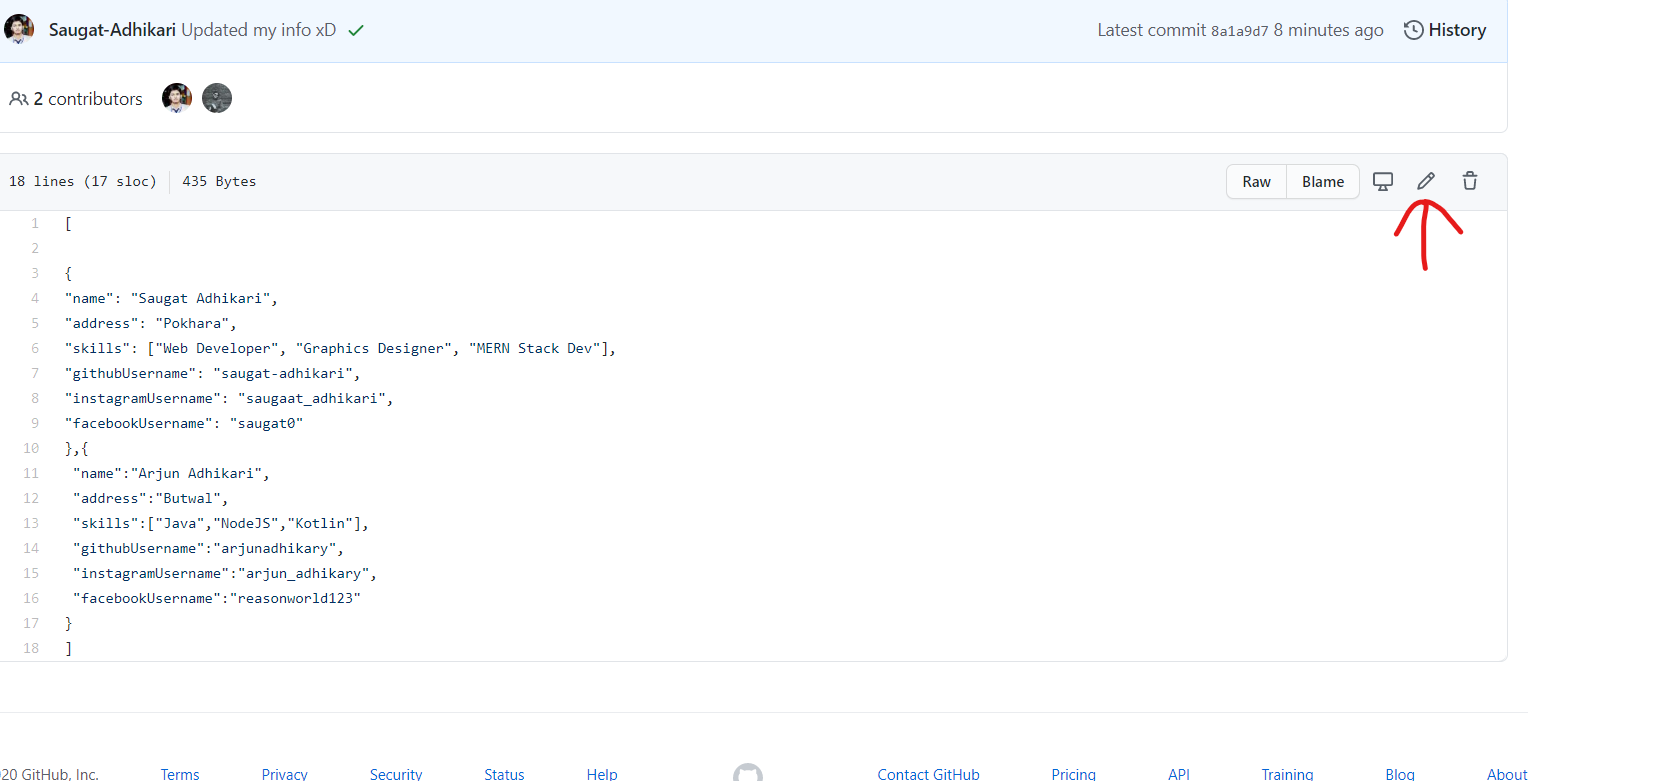 Saugat-Adhikari Updated my info xD Latest commit 8a1a9d7 8 minutes ago History
2 contributors
18 lines (17 sloc) 435 Bytes Raw Blame
1 [
2
3 {
4 "name": "Saugat Adhikari",
5 "address": "Pokhara",
6 "skills": ["Web Developer", "Graphics Designer", "MERN Stack Dev"],
7 "githubUsername": "saugat-adhikari",
8 "instagramUsername": "saugaat_adhikari",
9 "facebookUsername": "saugat0"
10 },{
11 "name":"Arjun Adhikari",
12 "address":"Butwal",
13 "skills":["Java","NodeJS","Kotlin"],
14 "githubUsername":"arjunadhikary",
15 "instagramUsername":"arjun_adhikary",
16 "facebookUsername":"reasonworld123"
17 }
18 ]
20 GitHub, Inc. Terms Privacy Security Status Help Contact GitHub Pricing API Training Blog About